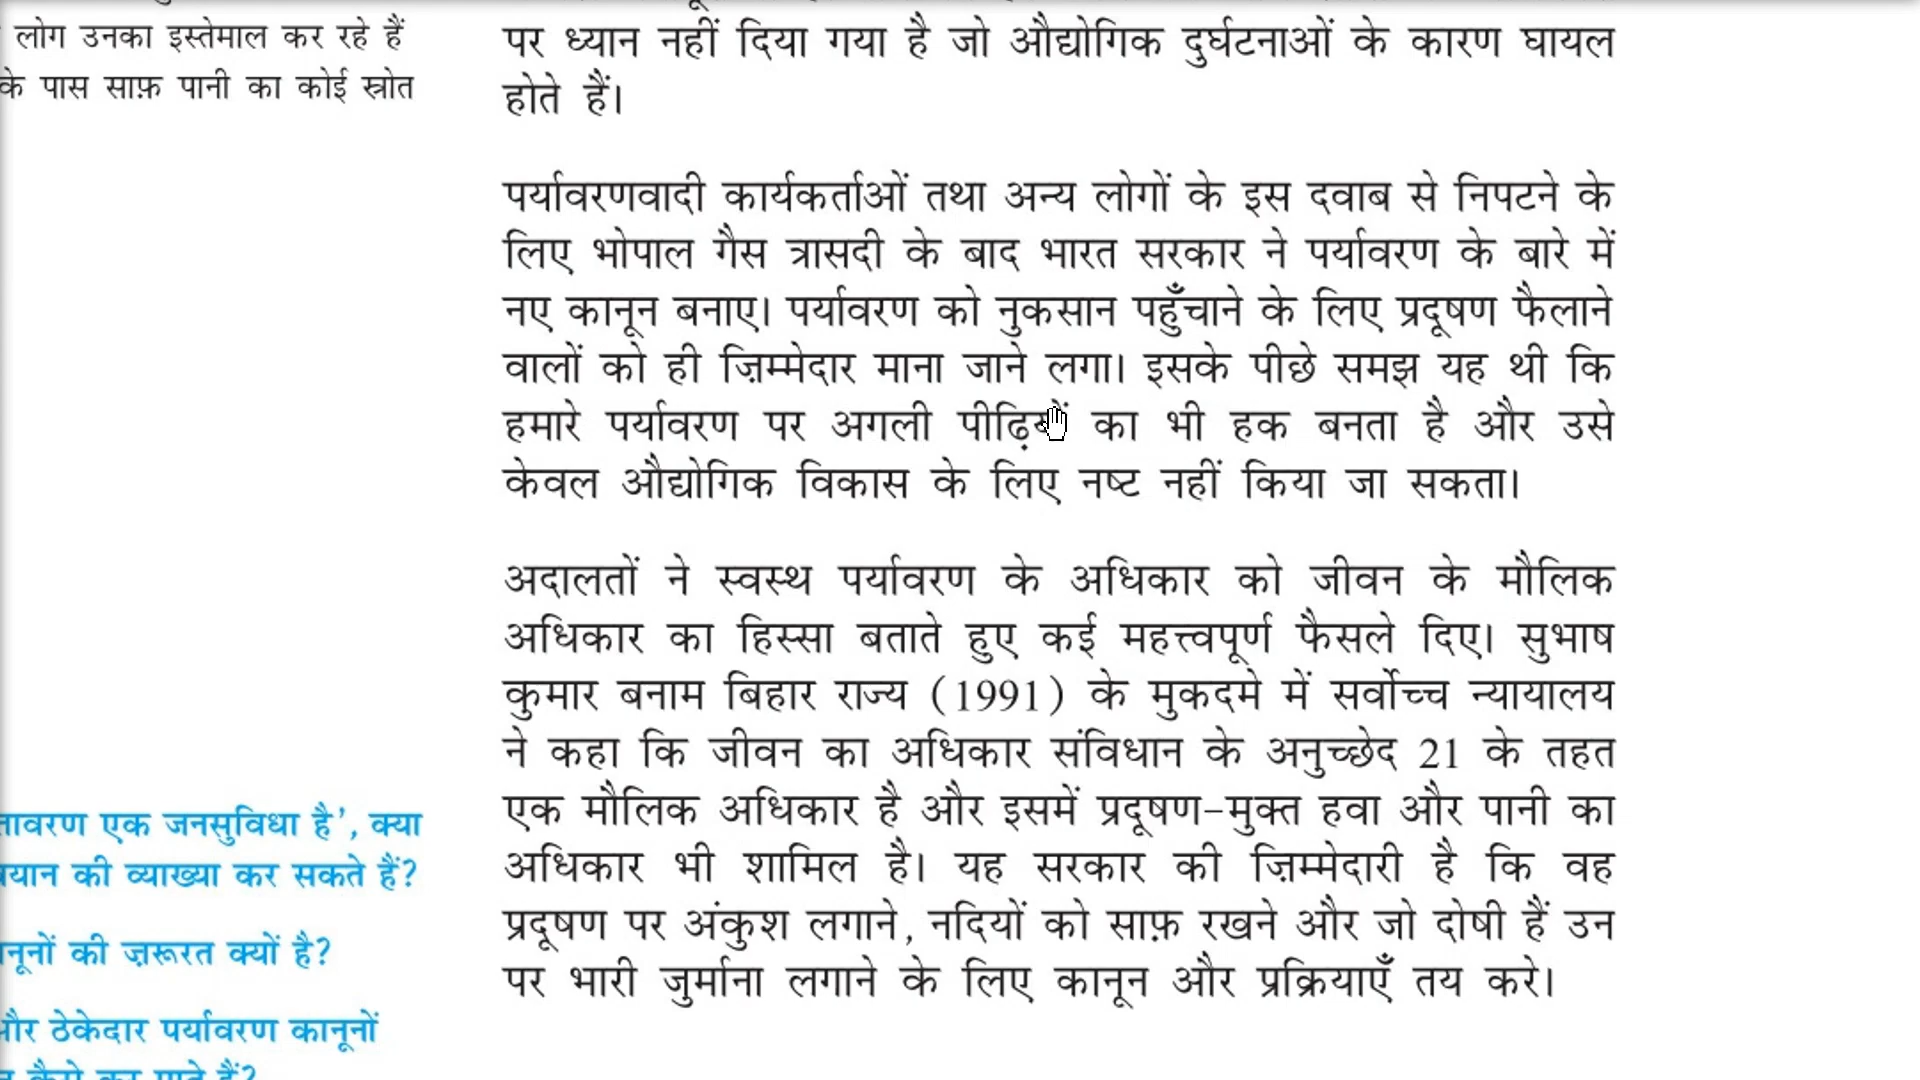 लोग उनका इस्तेमाल कर रहे हैं
के पास साफ़ पानी का कोई स्रोत
पर ध्यान नहीं दिया गया है जो औद्योगिक दुर्घटनाओं के कारण घायल
होते हैं।
पर्यावरणवादी कार्यकर्ताओं तथा अन्य लोगों के इस दवाब से निपटने के
लिए भोपाल गैस त्रासदी के बाद भारत सरकार ने पर्यावरण के बारे में
नए कानून बनाए। पर्यावरण को नुकसान पहुँचाने के लिए प्रदूषण फैलाने
वालों को ही ज़िम्मेदार माना जाने लगा। इसके पीछे समझ यह थी कि
हमारे पर्यावरण पर अगली पीढ़ियों का भी हक बनता है और उसे
केवल औद्योगिक विकास के लिए नष्ट नहीं किया जा सकता।
अदालतों ने स्वस्थ पर्यावरण के अधिकार को जीवन के मौलिक
अधिकार का हिस्सा बताते हुए कई महत्त्वपूर्ण फैसले दिए। सुभाष
कुमार बनाम बिहार राज्य (1991) के मुकदमे में सर्वोच्च न्यायालय
ने कहा कि जीवन का अधिकार संविधान के अनुच्छेद 21 के तहत
एक मौलिक अधिकार है और इसमें प्रदूषण-मुक्त हवा और पानी का
अधिकार भी शामिल है। यह सरकार की ज़िम्मेदारी है कि वह
प्रदूषण पर अंकुश लगाने, नदियों को साफ़ रखने और जो दोषी हैं उन
पर भारी जुर्माना लगाने के लिए कानून और प्रक्रियाएँ तय करे।
तावरण एक जनसुविधा है’, क्या
बयान की व्याख्या कर सकते हैं?
नूनों की ज़रूरत क्यों है?
और ठेकेदार पर्यावरण कानूनों